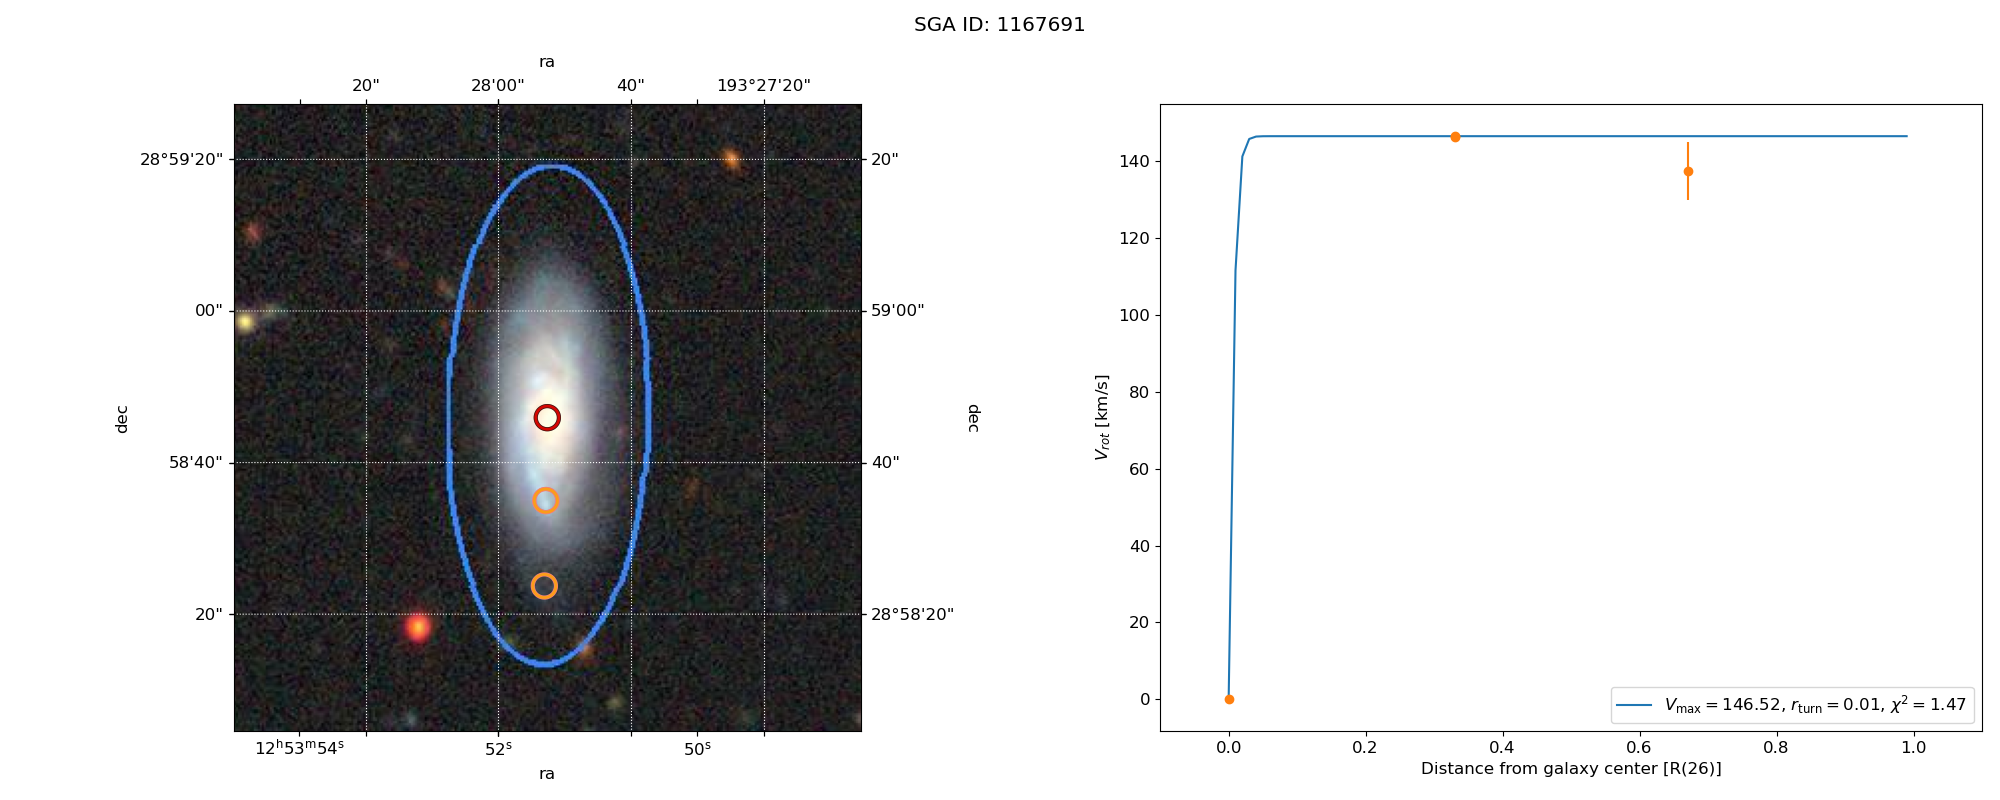 SGA ID: 1167691
ra
20" 28'00" 40" 193°27'20"
28°59'20" 20"
00" 59'00"
dec dec
58'40" 40"
20" 28°58'20"
12ʰ53ᵐ54ˢ 52ˢ 50ˢ
ra
V_rot [km/s]
140
120
100
80
60
40
20
0
V_max = 146.52, r_turn = 0.01, χ² = 1.47
0.0 0.2 0.4 0.6 0.8 1.0
Distance from galaxy center [R(26)]